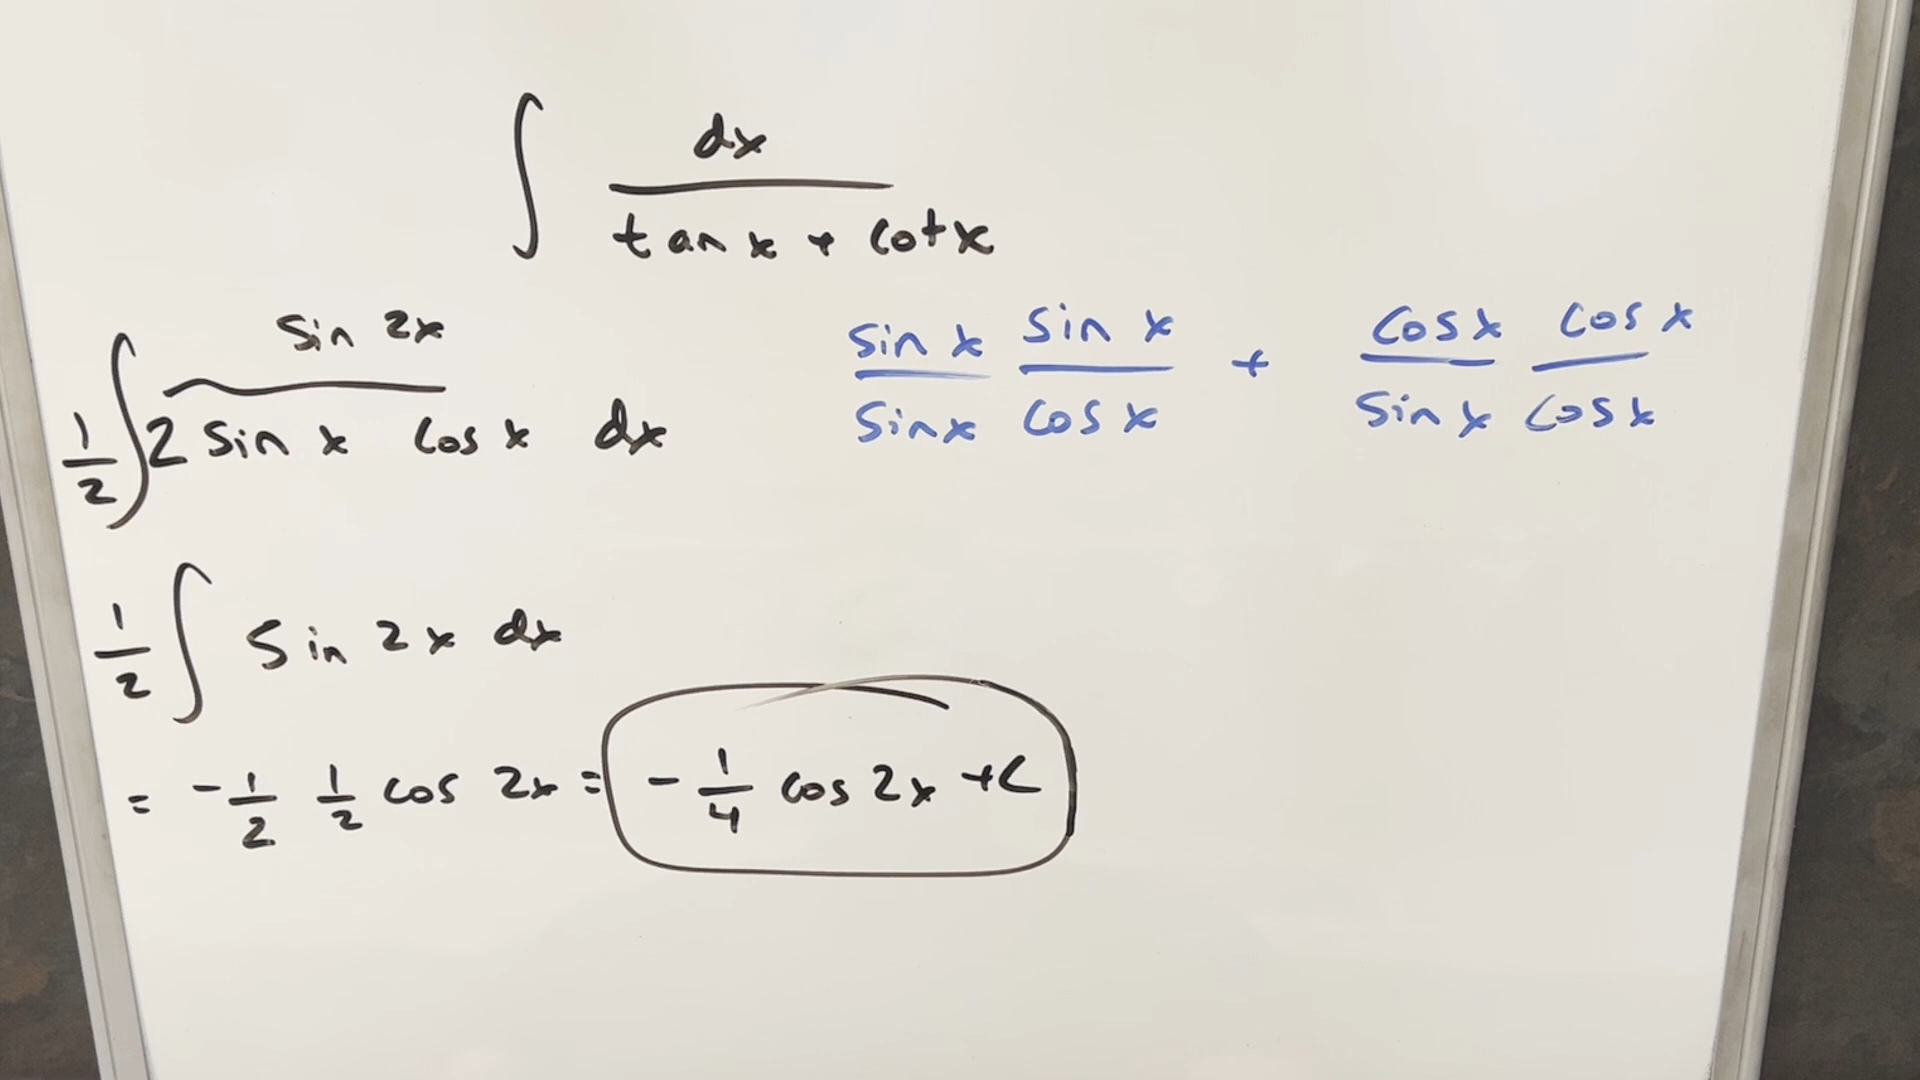 ∫ dx / (tan x + cot x)
sin x/sin x sin x/cos x + cos x/sin x cos x/cos x
sin 2x
1/2 ∫ 2 sin x cos x dx
1/2 ∫ sin 2x dx
= - 1/2 1/2 cos 2x = - 1/4 cos 2x + C